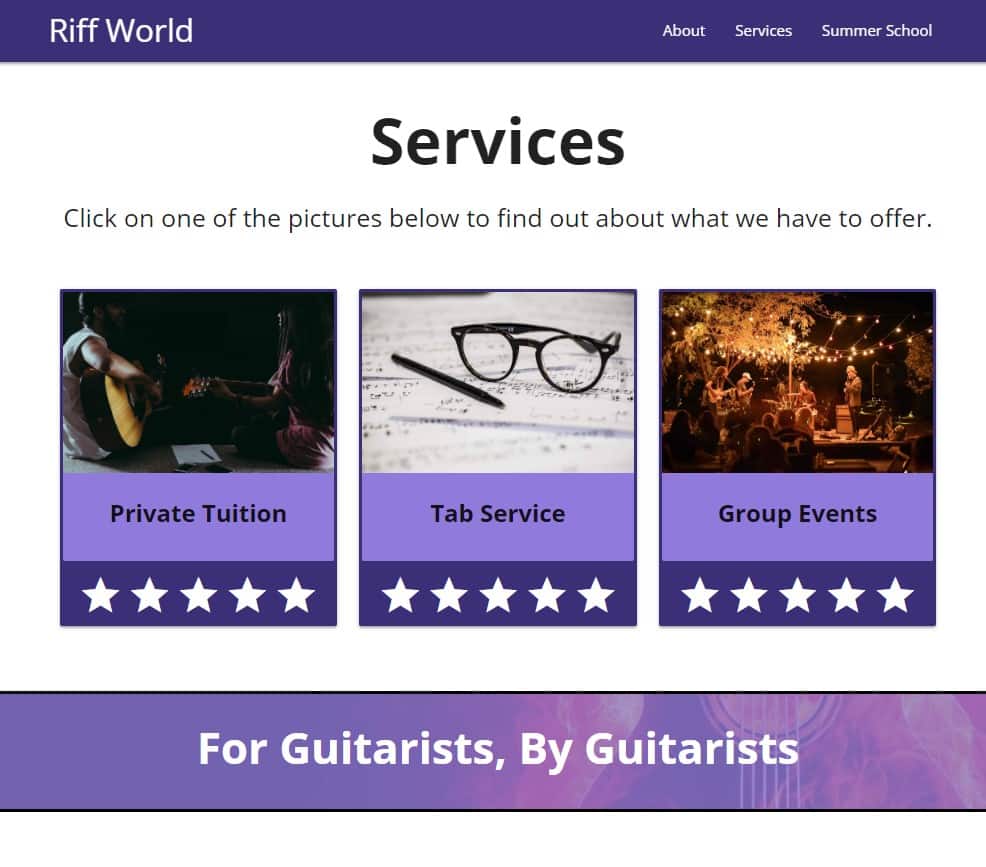 Riff World
About Services Summer School
Services
Click on one of the pictures below to find out about what we have to offer.
Private Tuition
Tab Service
Group Events
For Guitarists, By Guitarists